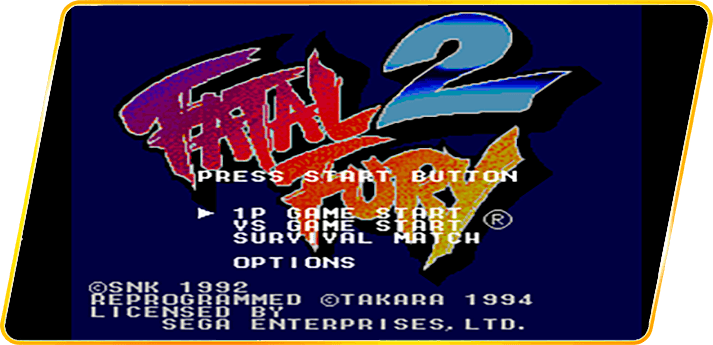 FATAL 2
FURY ®
PRESS START BUTTON
► 1P GAME START
VS GAME START
SURVIVAL MATCH
OPTIONS
©SNK 1992
REPROGRAMMED ©TAKARA 1994
LICENSED BY
SEGA ENTERPRISES,LTD.